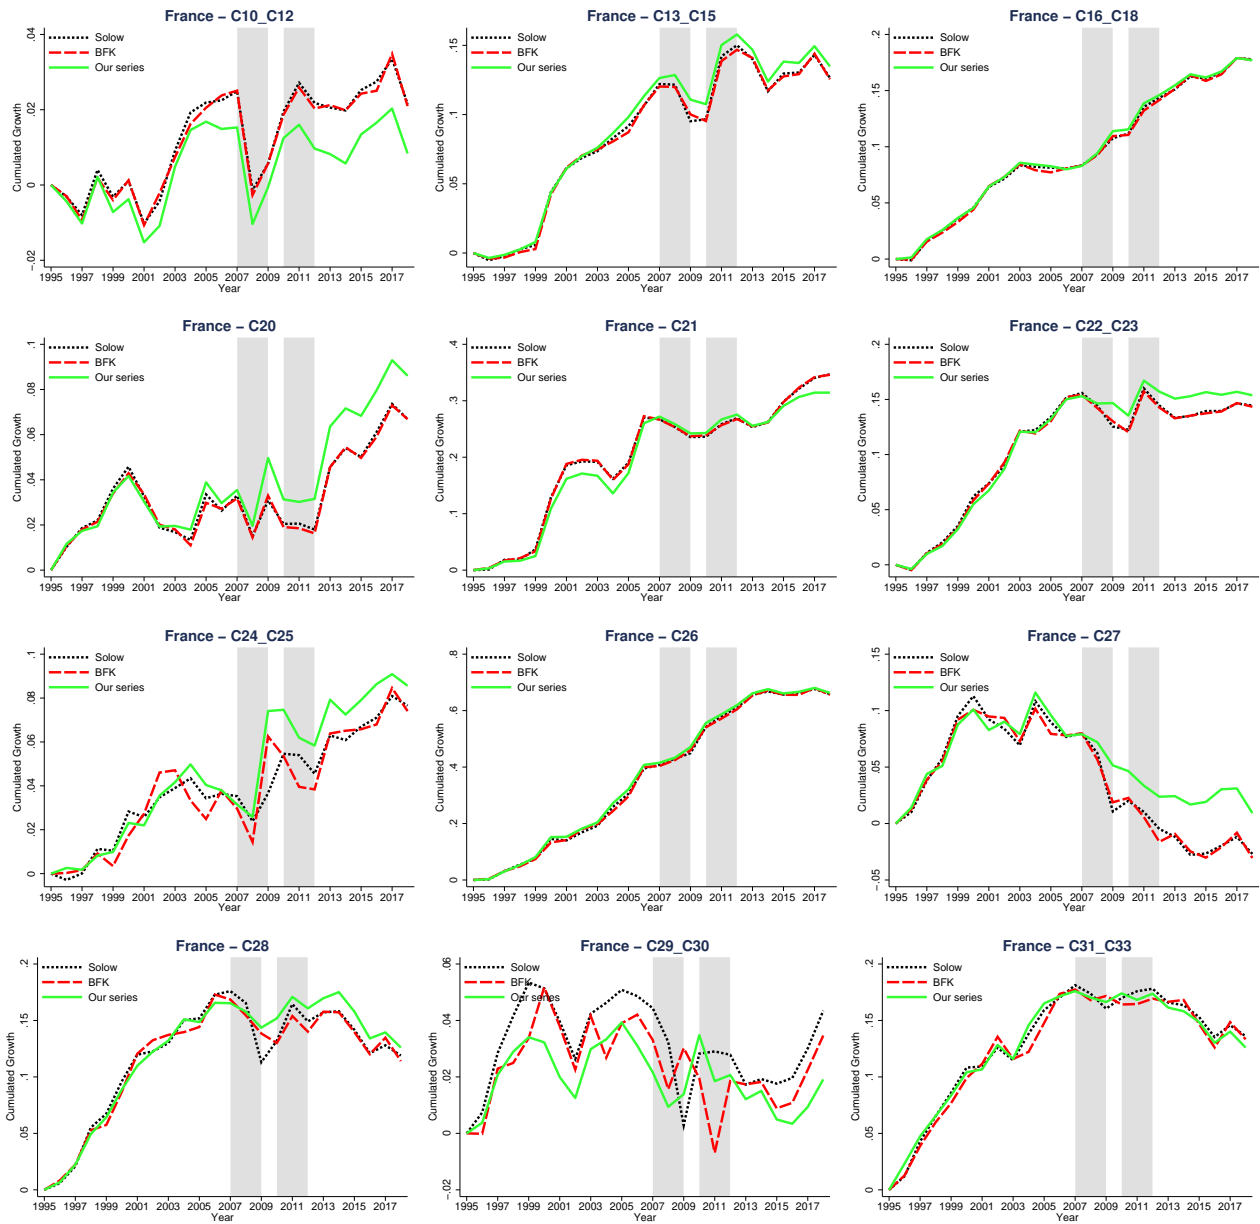 France – C10_C12
Solow
BFK
Our series
Cumulated Growth
.04
.02
0
-.02
1995 1997 1999 2001 2003 2005 2007 2009 2011 2013 2015 2017
Year
France – C13_C15
Solow
BFK
Our series
Cumulated Growth
.15
.1
.05
0
1995 1997 1999 2001 2003 2005 2007 2009 2011 2013 2015 2017
Year
France – C16_C18
Solow
BFK
Our series
Cumulated Growth
.2
.15
.1
.05
0
1995 1997 1999 2001 2003 2005 2007 2009 2011 2013 2015 2017
Year
France – C20
Solow
BFK
Our series
Cumulated Growth
.1
.08
.06
.04
.02
0
1995 1997 1999 2001 2003 2005 2007 2009 2011 2013 2015 2017
Year
France – C21
Solow
BFK
Our series
Cumulated Growth
.4
.3
.2
.1
0
1995 1997 1999 2001 2003 2005 2007 2009 2011 2013 2015 2017
Year
France – C22_C23
Solow
BFK
Our series
Cumulated Growth
.2
.15
.1
.05
0
1995 1997 1999 2001 2003 2005 2007 2009 2011 2013 2015 2017
Year
France – C24_C25
Solow
BFK
Our series
Cumulated Growth
.1
.08
.06
.04
.02
0
1995 1997 1999 2001 2003 2005 2007 2009 2011 2013 2015 2017
Year
France – C26
Solow
BFK
Our series
Cumulated Growth
.8
.6
.4
.2
0
1995 1997 1999 2001 2003 2005 2007 2009 2011 2013 2015 2017
Year
France – C27
Solow
BFK
Our series
Cumulated Growth
.15
.1
.05
0
-.05
1995 1997 1999 2001 2003 2005 2007 2009 2011 2013 2015 2017
Year
France – C28
Solow
BFK
Our series
Cumulated Growth
.2
.15
.1
.05
0
1995 1997 1999 2001 2003 2005 2007 2009 2011 2013 2015 2017
Year
France – C29_C30
Solow
BFK
Our series
Cumulated Growth
.06
.04
.02
0
-.02
1995 1997 1999 2001 2003 2005 2007 2009 2011 2013 2015 2017
Year
France – C31_C33
Solow
BFK
Our series
Cumulated Growth
.2
.15
.1
.05
0
1995 1997 1999 2001 2003 2005 2007 2009 2011 2013 2015 2017
Year